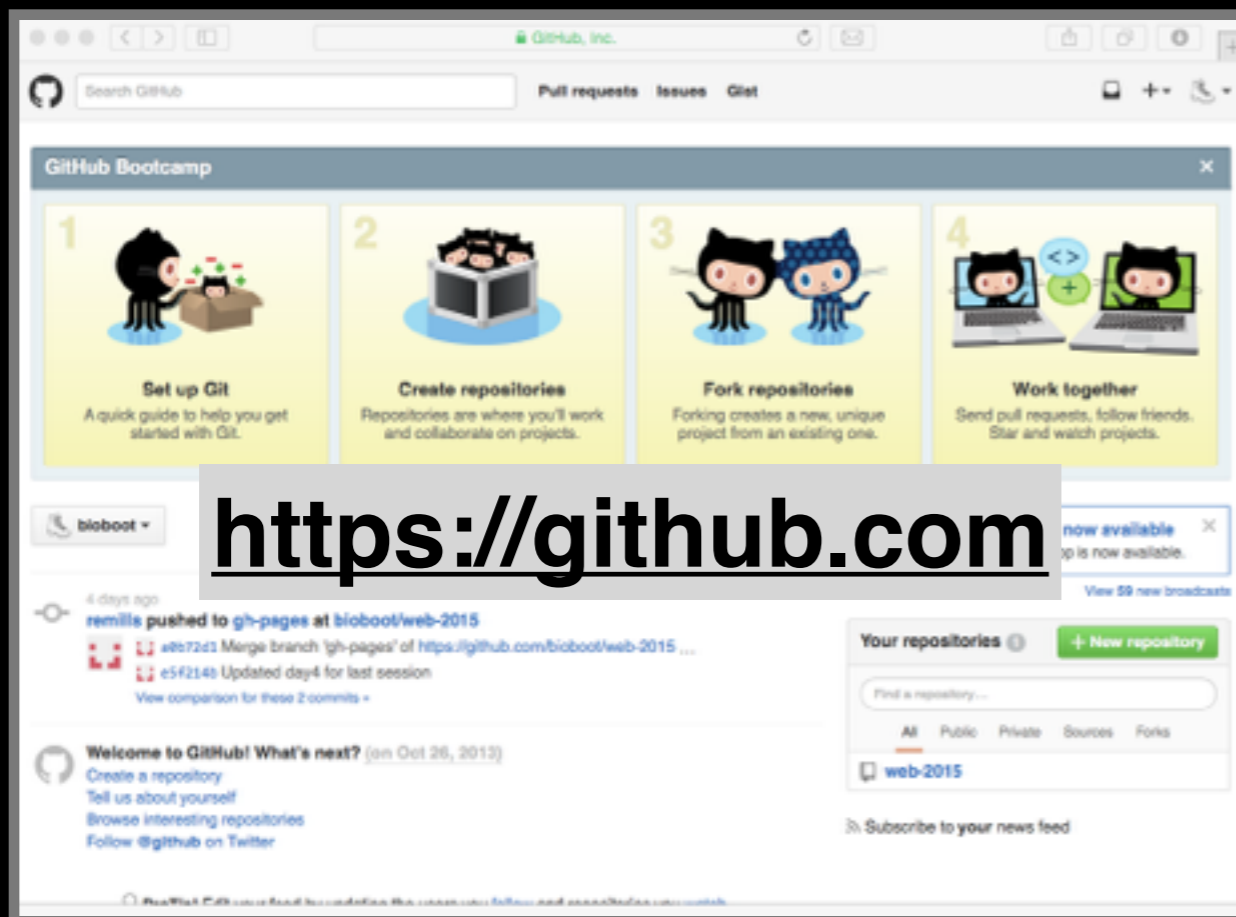 GitHub, Inc.
Search GitHub
Pull requests Issues Gist
GitHub Bootcamp
1
Set up Git
A quick guide to help you get
started with Git.
2
Create repositories
Repositories are where you'll work
and collaborate on projects.
3
Fork repositories
Forking creates a new, unique
project from an existing one.
4
Work together
Send pull requests, follow friends.
Star and watch projects.
https://github.com
bioboot
now available
is now available.
View 59 new broadcasts
4 days ago
remills pushed to gh-pages at bioboot/web-2015
Merge branch 'gh-pages' of https://github.com/bioboot/web-2015 ...
e5f214b Updated day4 for last session
View comparison for these 2 commits »
Your repositories
+ New repository
Find a repository...
All Public Private Sources Forks
web-2015
Subscribe to your news feed
Welcome to GitHub! What's next? (on Oct 26, 2013)
Create a repository
Tell us about yourself
Browse interesting repositories
Follow @github on Twitter